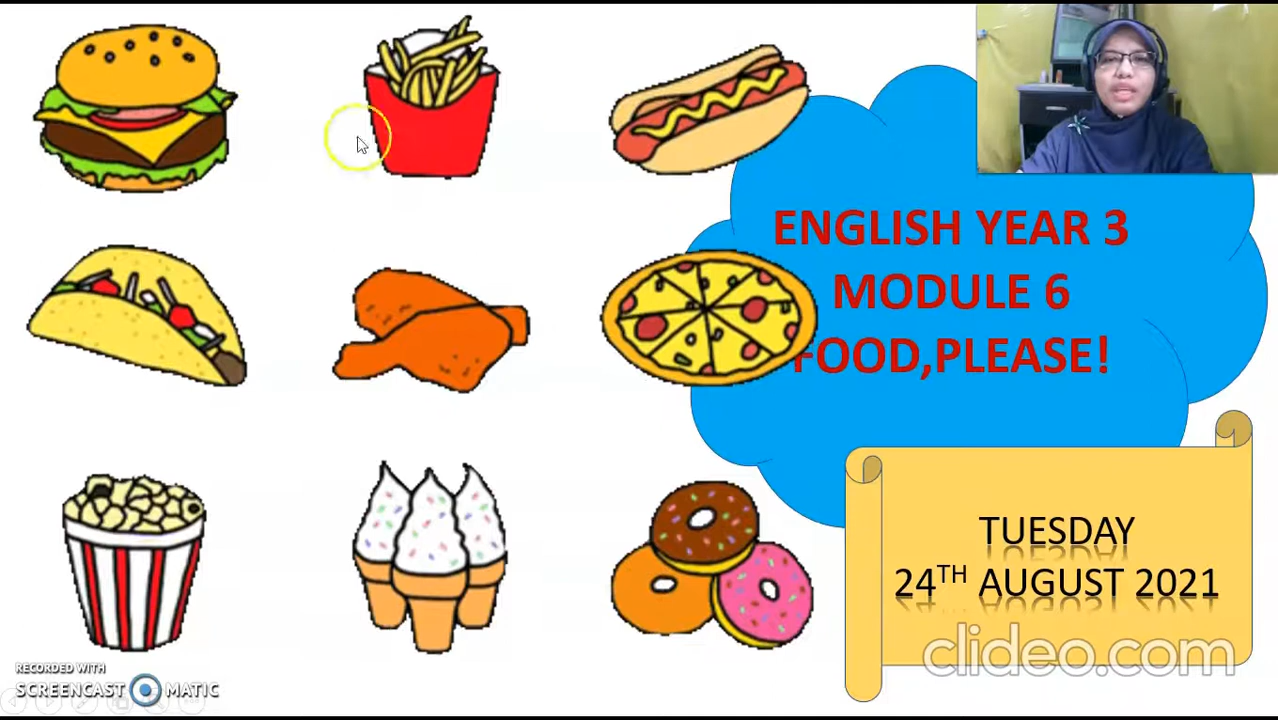 ENGLISH YEAR 3
MODULE 6
FOOD,PLEASE!
TUESDAY
24TH AUGUST 2021
clideo.com
RECORDED WITH
SCREENCAST MATIC